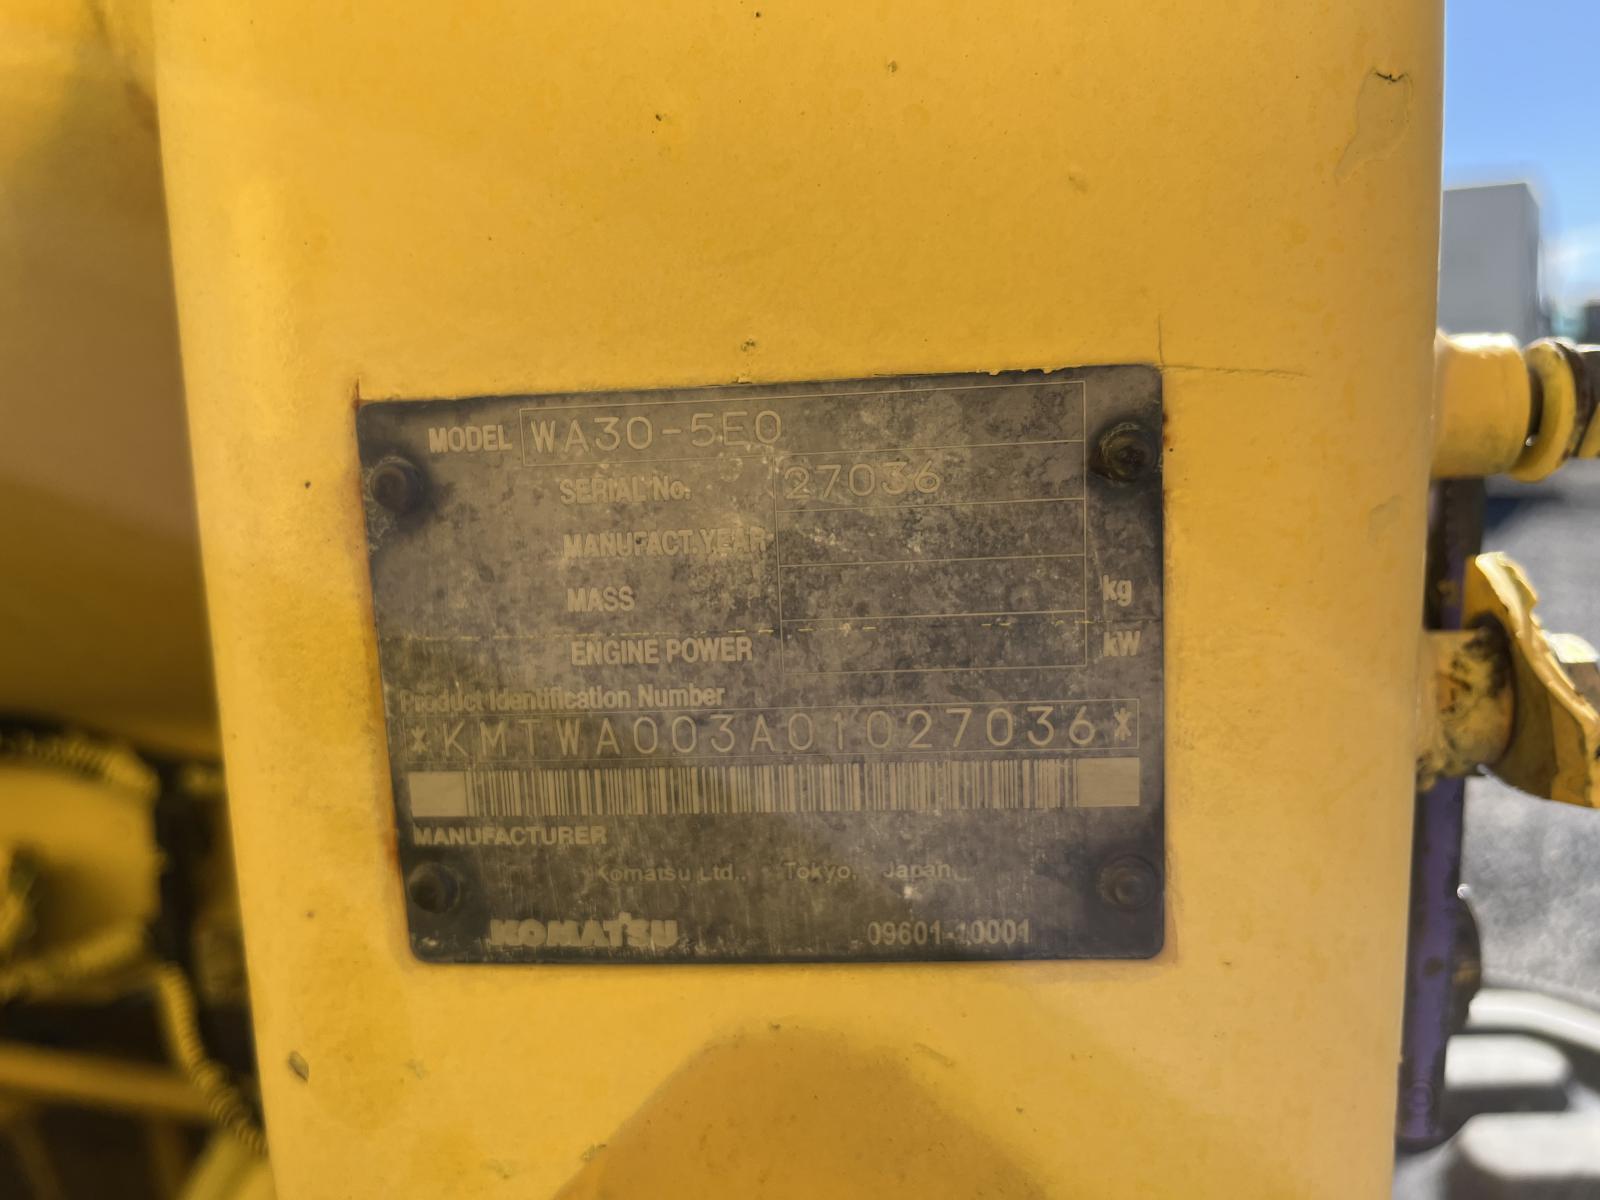 MODEL WA30-5E0
SERIAL No. 27036
MANUFACT.YEAR
MASS kg
ENGINE POWER kW
Product Identification Number
*KMTWA003A01027036*
MANUFACTURER
Komatsu Ltd., Tokyo, Japan
KOMATSU 09601-10001